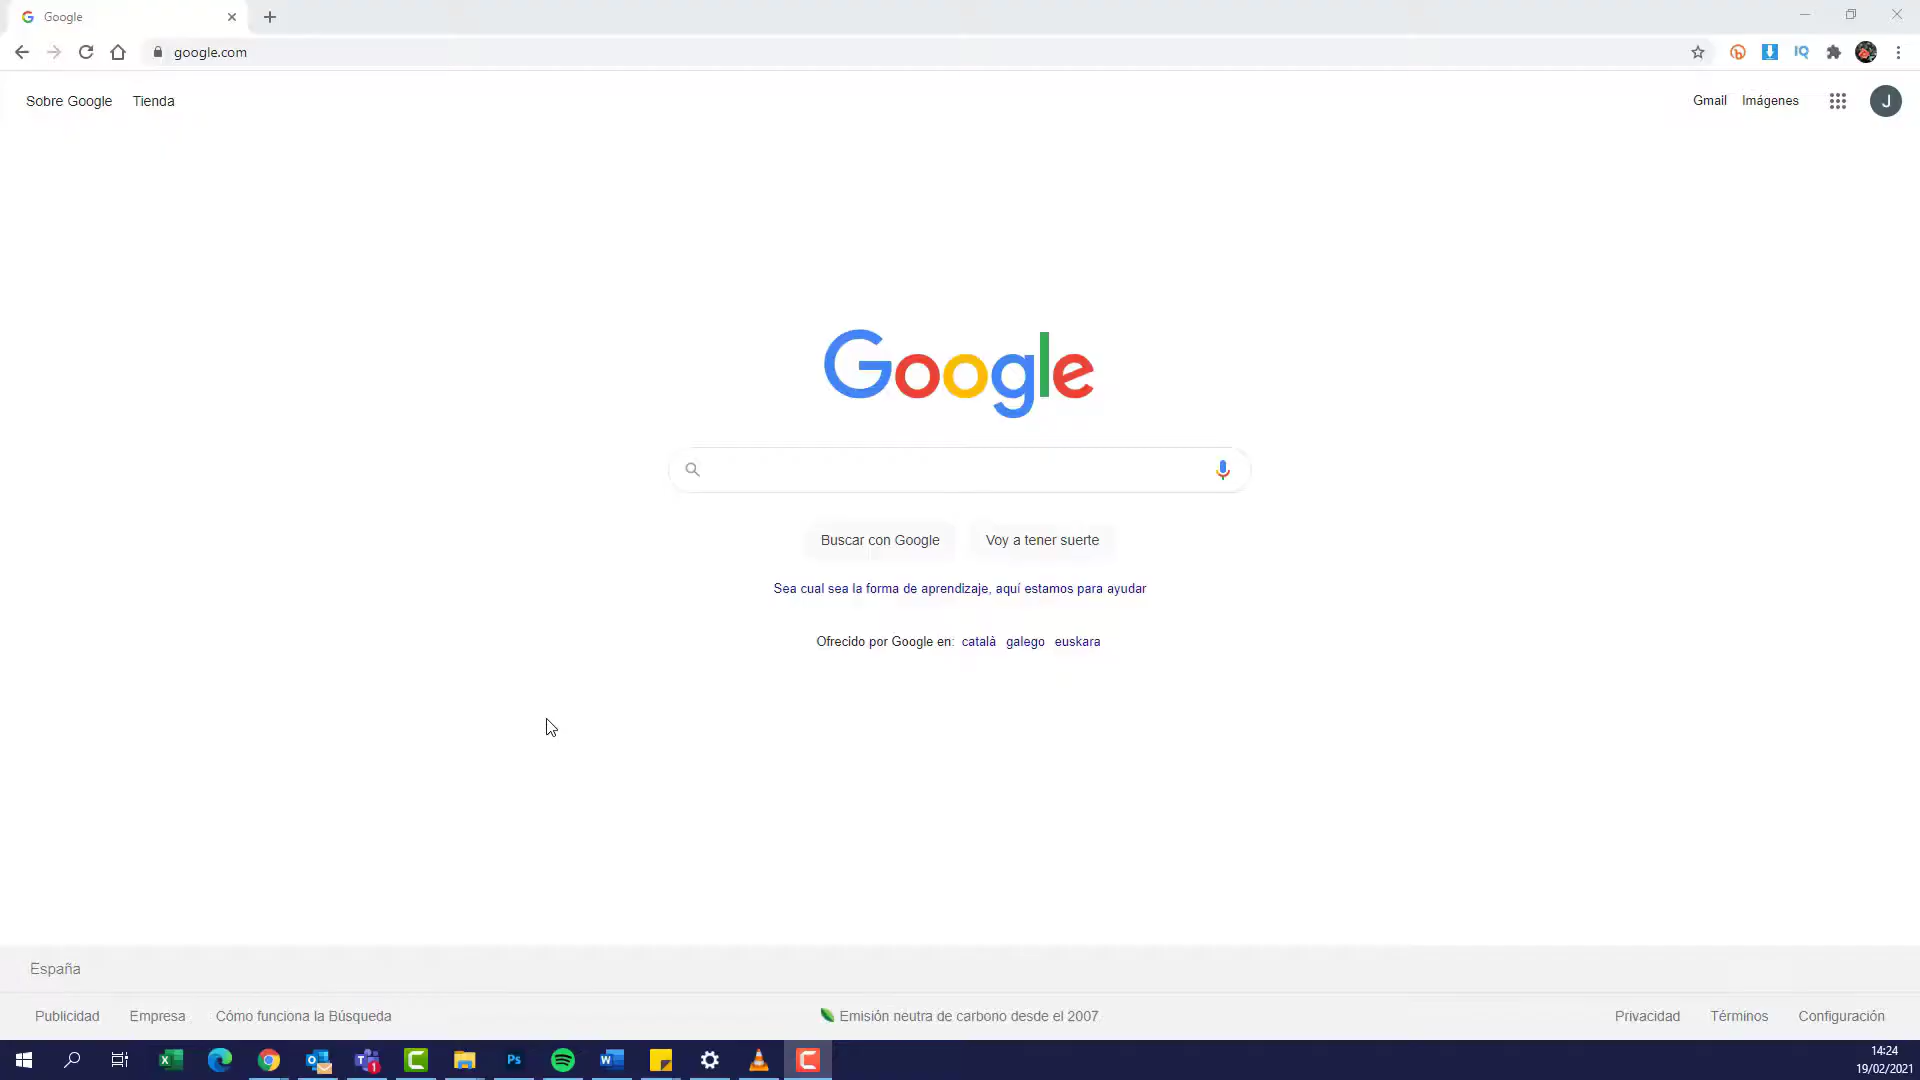 Google
google.com
Sobre Google Tienda
Gmail Imágenes
J
Google
Buscar con Google Voy a tener suerte
Sea cual sea la forma de aprendizaje, aquí estamos para ayudar
Ofrecido por Google en: català galego euskara
España
Publicidad Empresa Cómo funciona la Búsqueda
Emisión neutra de carbono desde el 2007
Privacidad Términos Configuración
14:24
19/02/2021